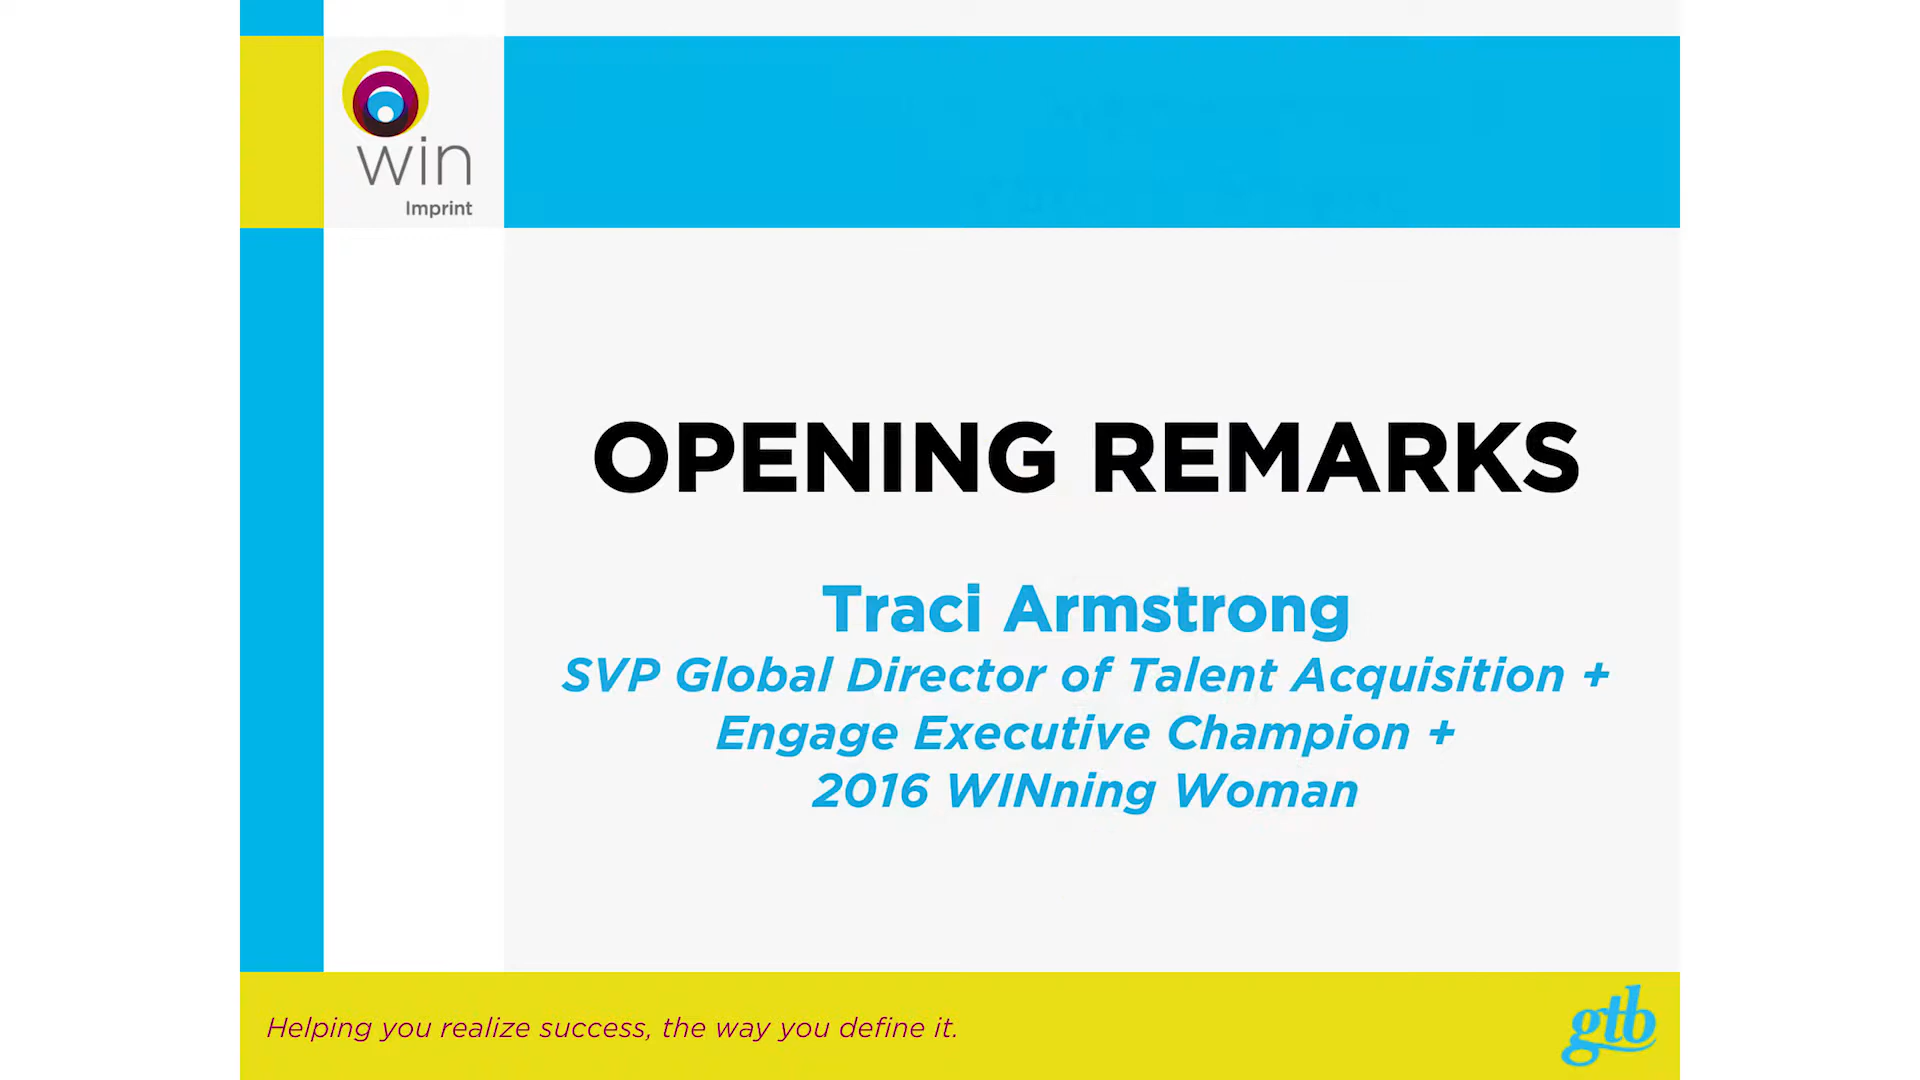 win
Imprint
OPENING REMARKS
Traci Armstrong
SVP Global Director of Talent Acquisition +
Engage Executive Champion +
2016 WINning Woman
Helping you realize success, the way you define it.
gtb